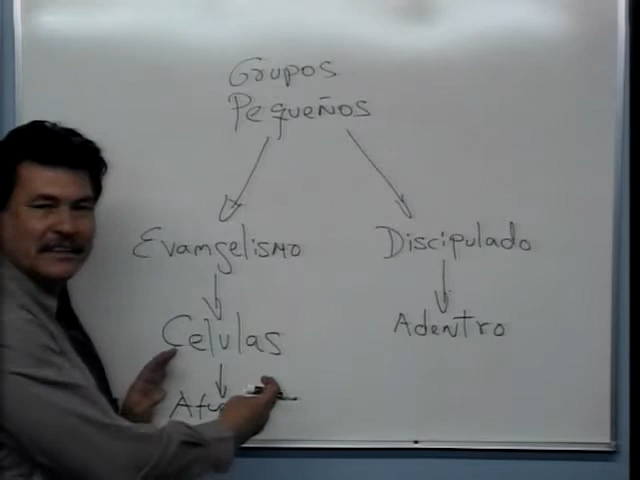 Grupos
Pequeños
Evangelismo
Discipulado
Celulas
Adentro